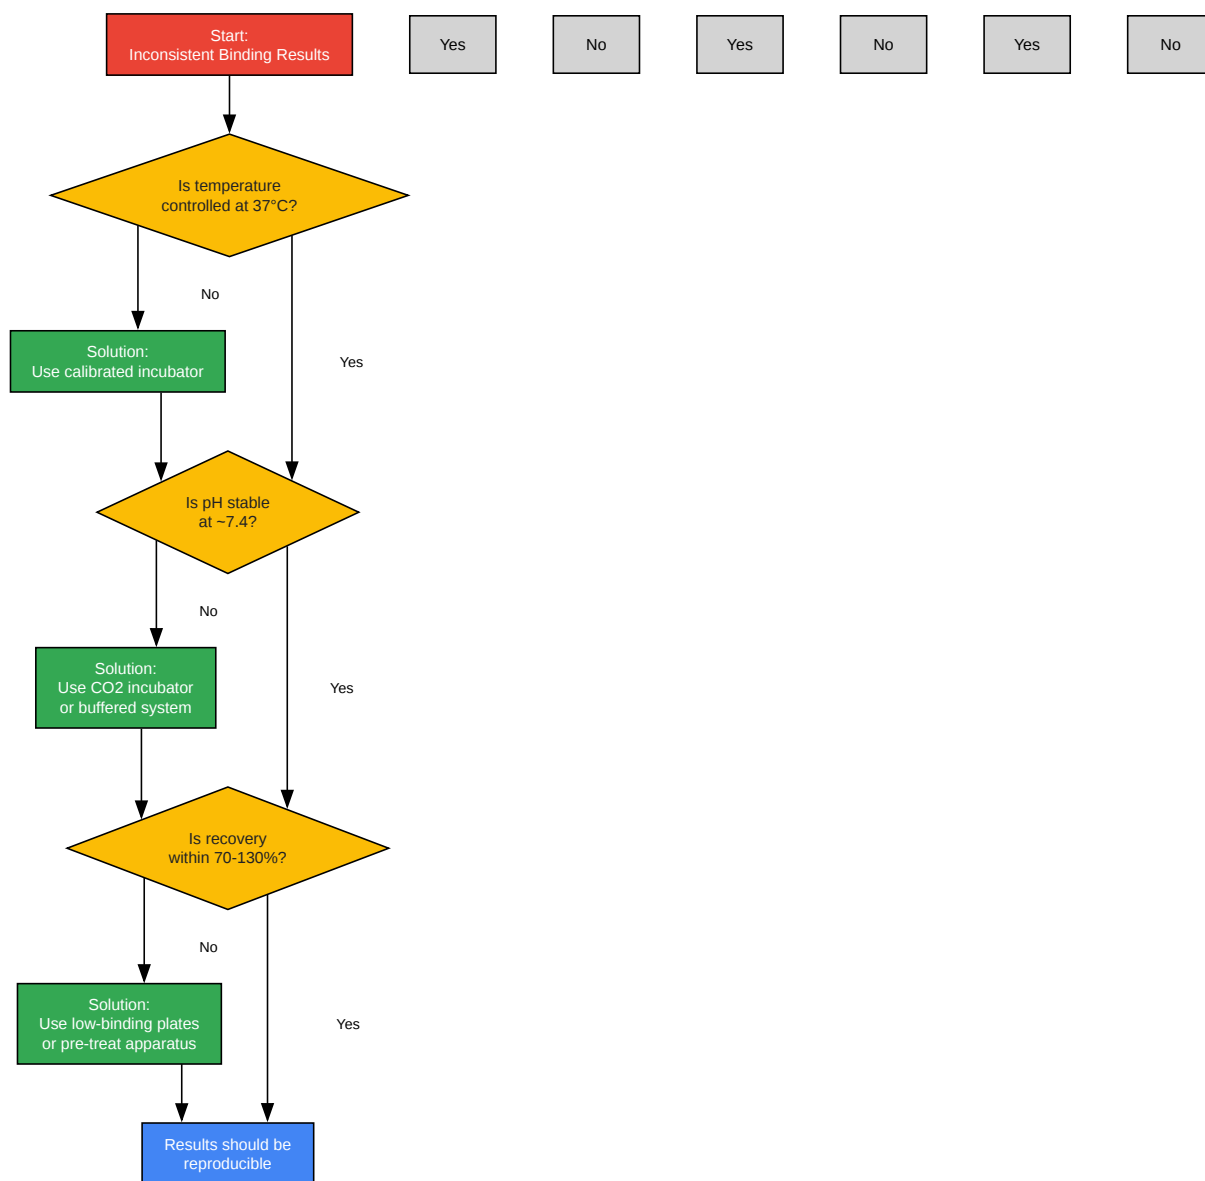 Start:
Inconsistent Binding Results
Yes
No
Yes
No
Yes
No
Is temperature
controlled at 37°C?
No
Solution:
Use calibrated incubator
Yes
Is pH stable
at ~7.4?
No
Solution:
Use CO2 incubator
or buffered system
Yes
Is recovery
within 70-130%?
No
Solution:
Use low-binding plates
or pre-treat apparatus
Yes
Results should be
reproducible